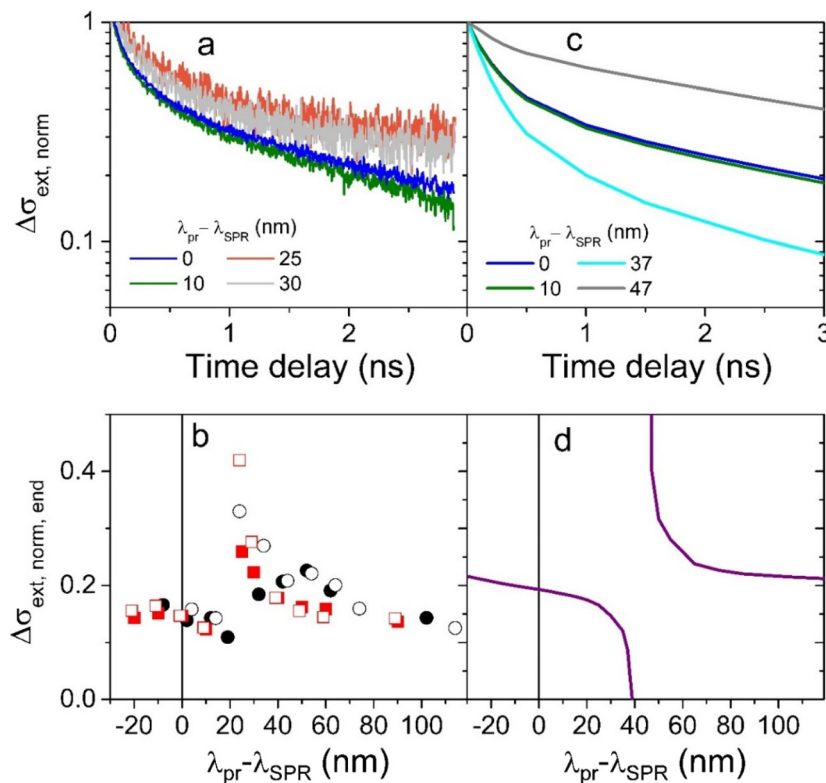 a
c
1
0.1
Δσext, norm
λpr− λSPR (nm)
0 25
10 30
λpr− λSPR (nm)
0 37
10 47
0 1 2
0 1 2 3
Time delay (ns)
Time delay (ns)
b
d
0.4
0.2
0.0
Δσext, norm, end
-20 0 20 40 60 80 100
-20 0 20 40 60 80 100
λpr-λSPR (nm)
λpr-λSPR (nm)